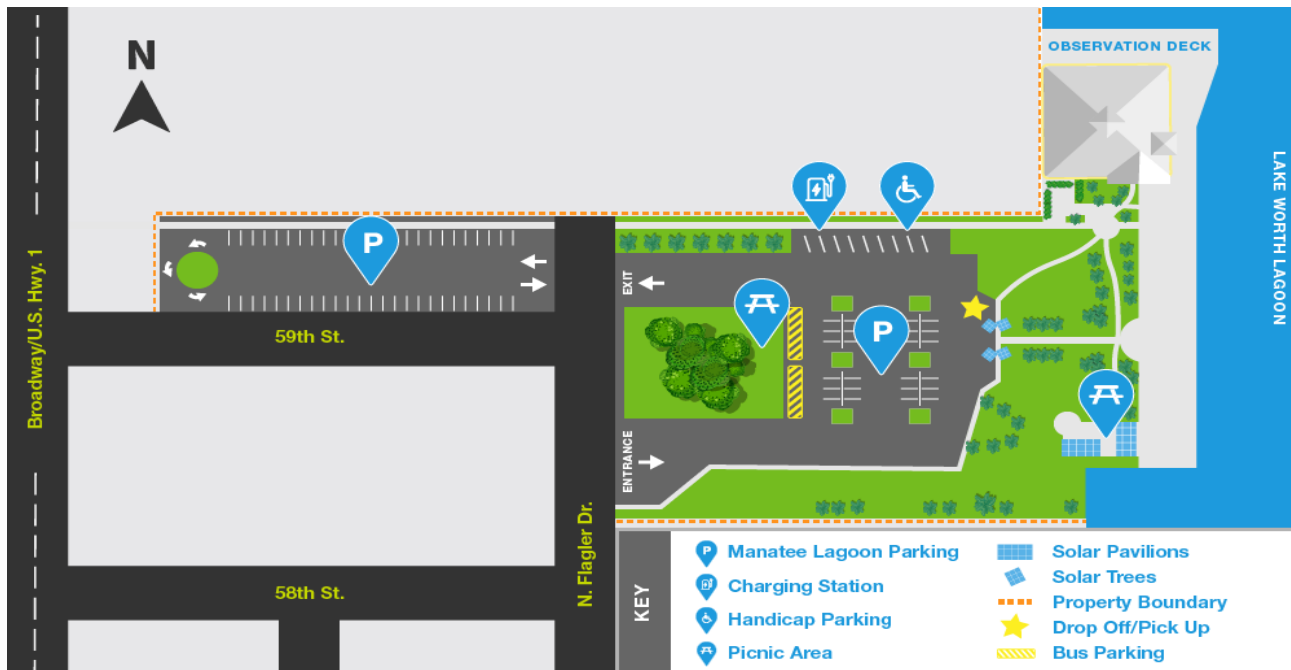 N
OBSERVATION DECK
LAKE WORTH LAGOON
Broadway/U.S. Hwy. 1
P
EXIT
P
59th St.
ENTRANCE
N. Flagler Dr.
58th St.
KEY
P Manatee Lagoon Parking
Charging Station
Handicap Parking
Picnic Area
Solar Pavilions
Solar Trees
Property Boundary
Drop Off/Pick Up
Bus Parking